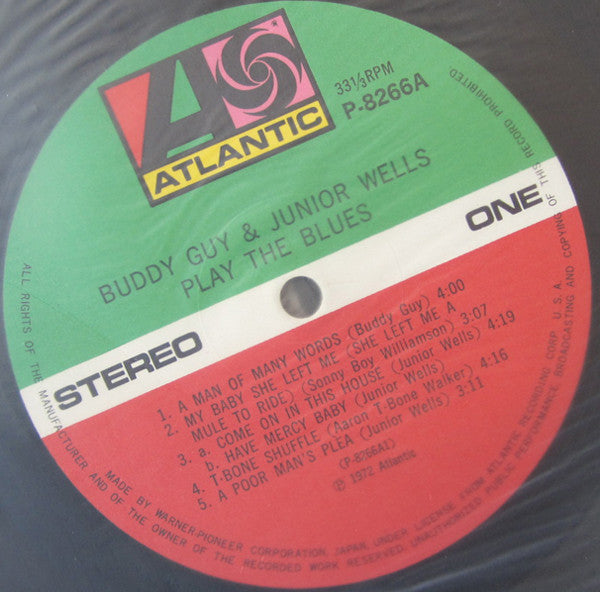 ATLANTIC
33⅓RPM
P-8266A
BUDDY GUY & JUNIOR WELLS
PLAY THE BLUES
STEREO
ONE
1. A MAN OF MANY WORDS (Buddy Guy) 4:00
2. MY BABY SHE LEFT ME (SHE LEFT ME A
MULE TO RIDE) (Sonny Boy Williamson) 3:07
3. a. COME ON IN THIS HOUSE (Junior Wells) 4:19
b. HAVE MERCY BABY (Junior Wells)
4. T-BONE SHUFFLE (Aaron T-Bone Walker) 4:16
5. A POOR MAN'S PLEA (Junior Wells) 3:11
(P-8266A1)
℗ 1972 Atlantic
MADE BY WARNER-PIONEER CORPORATION, JAPAN, UNDER LICENSE FROM ATLANTIC RECORDING CORP. U.S.A.
ALL RIGHTS OF THE MANUFACTURER AND OF THE OWNER OF THE RECORDED WORK RESERVED. UNAUTHORIZED PUBLIC PERFORMANCE, BROADCASTING AND COPYING OF THIS RECORD PROHIBITED